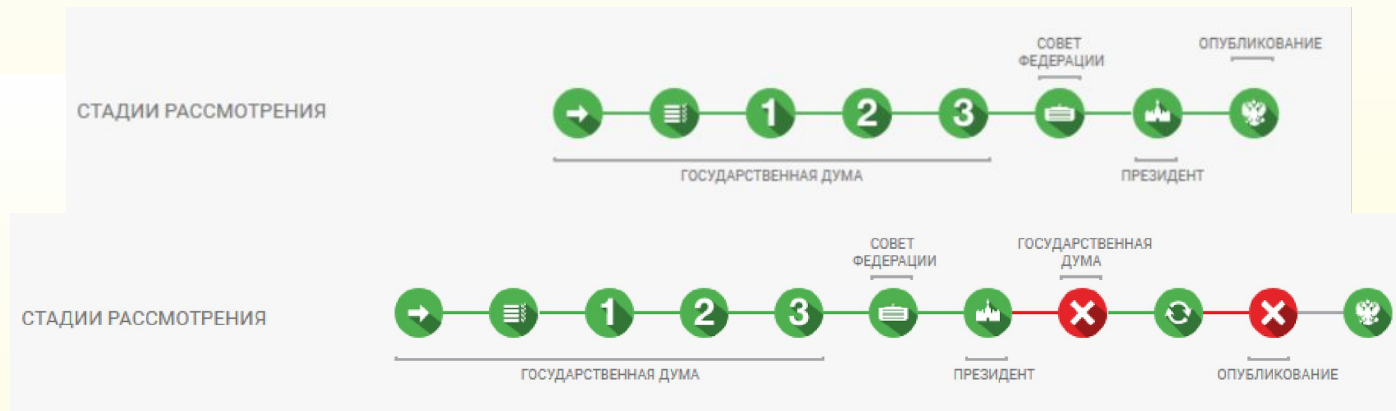 СОВЕТ
ФЕДЕРАЦИИ
ОПУБЛИКОВАНИЕ
СТАДИИ РАССМОТРЕНИЯ
1 2 3
ГОСУДАРСТВЕННАЯ ДУМА
ПРЕЗИДЕНТ
СОВЕТ
ФЕДЕРАЦИИ
ГОСУДАРСТВЕННАЯ
ДУМА
СТАДИИ РАССМОТРЕНИЯ
1 2 3
ГОСУДАРСТВЕННАЯ ДУМА
ПРЕЗИДЕНТ
ОПУБЛИКОВАНИЕ